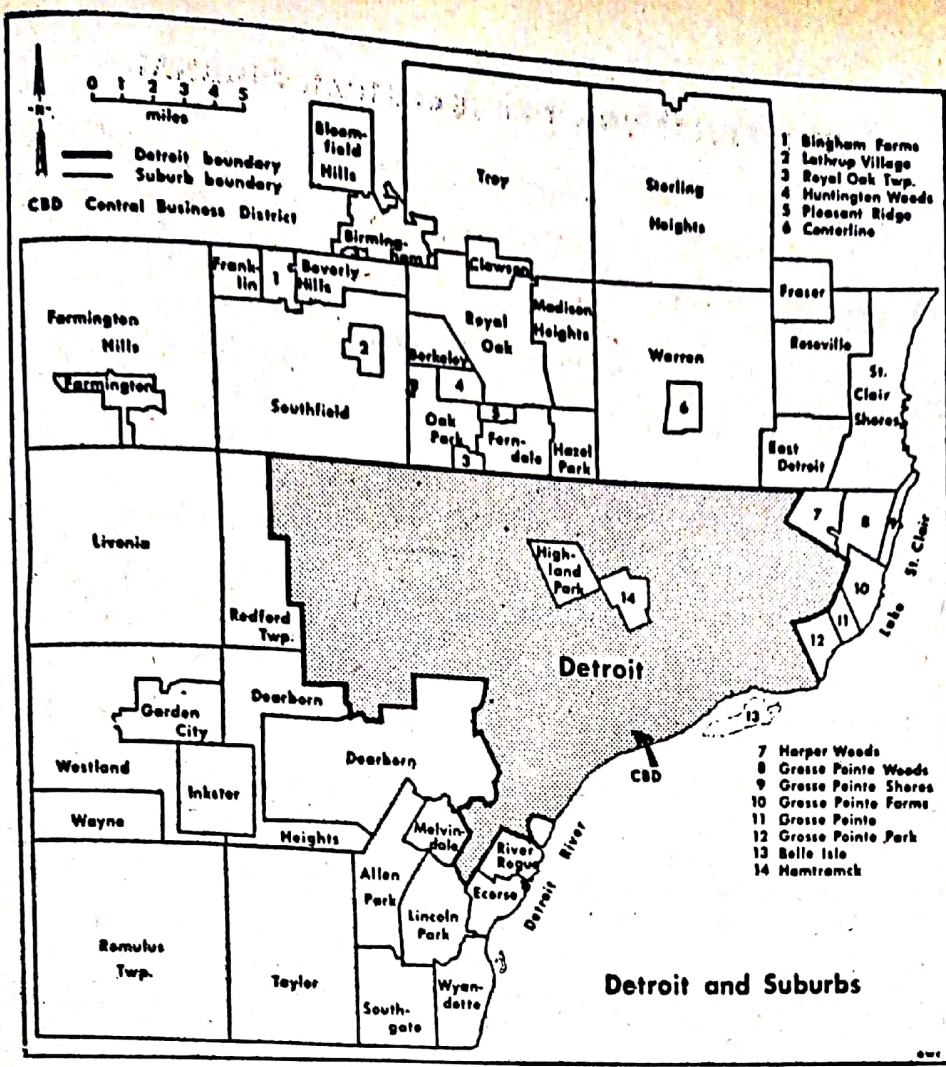 -N-
0 1 2 3 4 5
miles
Detroit boundary
Suburb boundary
CBD Central Business District
1 Bingham Farms
2 Lathrup Village
3 Royal Oak Twp.
4 Huntington Woods
5 Pleasant Ridge
6 Centerline
Bloom-
field
Hills
Troy
Sterling
Heights
Birming-
ham
Clawson
Frank-
lin
1
Beverly
Hills
Fraser
Farmington
Hills
Farmington
Royal
Oak
Madison
Heights
Roseville
St.
Clair
Shores
2
Berkeley
Warren
4
6
Southfield
3
Oak
Park
5
Fern-
dale
Hazel
Park
3
East
Detroit
Livonia
7
8
9
Lake St. Clair
High-
land
Park
14
10
11
12
Redford
Twp.
Detroit
Dearborn
Garden
City
13
CBD
Westland
Inkster
Dearborn
7 Harper Woods
8 Grosse Pointe Woods
9 Grosse Pointe Shores
10 Grosse Pointe Farms
11 Grosse Pointe
12 Grosse Pointe Park
13 Belle Isle
14 Hamtramck
Wayne
Heights
Melvin-
dale
River
Rouge
Detroit River
Allen
Park
Ecorse
Lincoln
Park
Romulus
Twp.
Taylor
South-
gate
Wyan-
dotte
Detroit and Suburbs